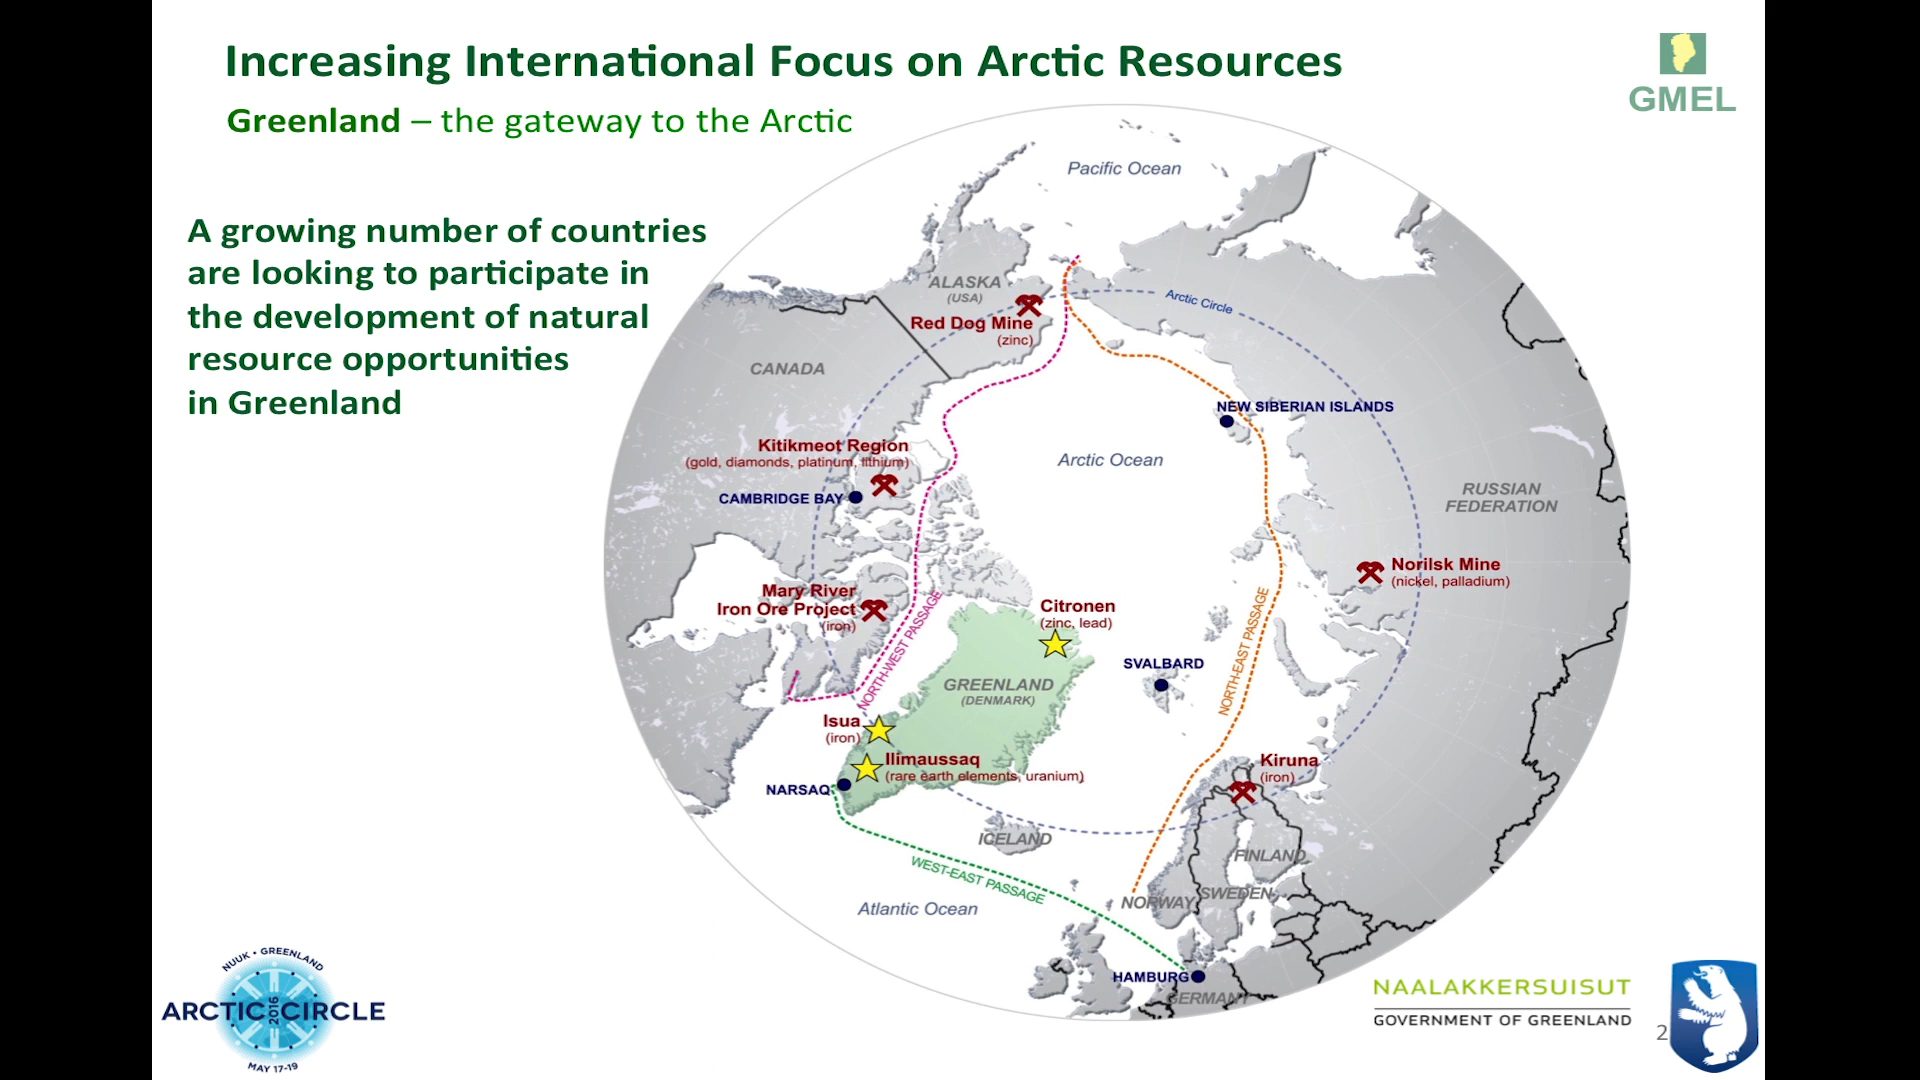 Increasing International Focus on Arctic Resources
GMEL
Greenland – the gateway to the Arctic
A growing number of countries
are looking to participate in
the development of natural
resource opportunities
in Greenland
Pacific Ocean
ALASKA
(USA)
Arctic Circle
Red Dog Mine
(zinc)
CANADA
NEW SIBERIAN ISLANDS
Kitikmeot Region
(gold, diamonds, platinum, lithium)
CAMBRIDGE BAY
Arctic Ocean
RUSSIAN
FEDERATION
Norilsk Mine
(nickel, palladium)
Mary River
Iron Ore Project
(iron)
NORTH-WEST PASSAGE
Citronen
(zinc, lead)
NORTH-EAST PASSAGE
SVALBARD
GREENLAND
(DENMARK)
Isua
(iron)
Ilimaussaq
(rare earth elements, uranium)
NARSAQ
Kiruna
(iron)
ICELAND
FINLAND
WEST-EAST PASSAGE
NORWAY
SWEDEN
Atlantic Ocean
HAMBURG
GERMANY
NUUK • GREENLAND
ARCTIC 2016 CIRCLE
MAY 17-19
NAALAKKERSUISUT
GOVERNMENT OF GREENLAND
2